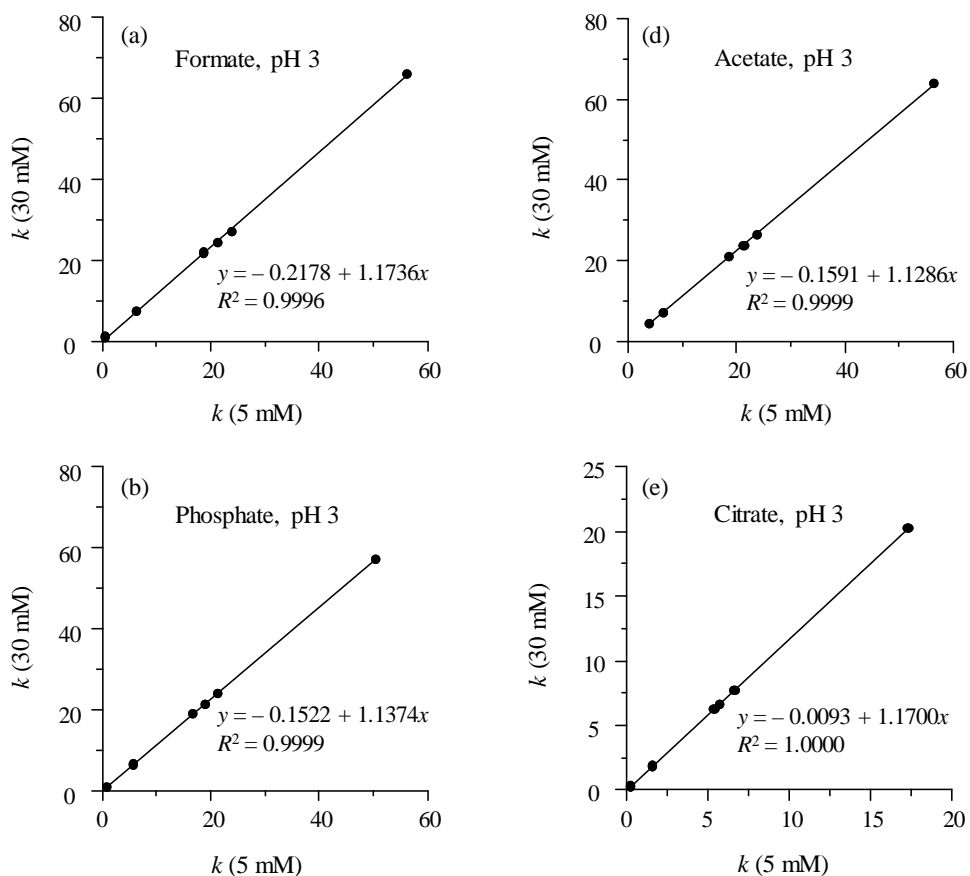 (a)
Formate, pH 3
k (30 mM)
80
60
40
20
0
y = – 0.2178 + 1.1736x
R² = 0.9996
0
20
40
60
k (5 mM)
(d)
Acetate, pH 3
k (30 mM)
80
60
40
20
0
y = – 0.1591 + 1.1286x
R² = 0.9999
0
20
40
60
k (5 mM)
(b)
Phosphate, pH 3
k (30 mM)
80
60
40
20
0
y = – 0.1522 + 1.1374x
R² = 0.9999
0
20
40
60
k (5 mM)
(e)
Citrate, pH 3
k (30 mM)
25
20
15
10
5
0
y = – 0.0093 + 1.1700x
R² = 1.0000
0
5
10
15
20
k (5 mM)